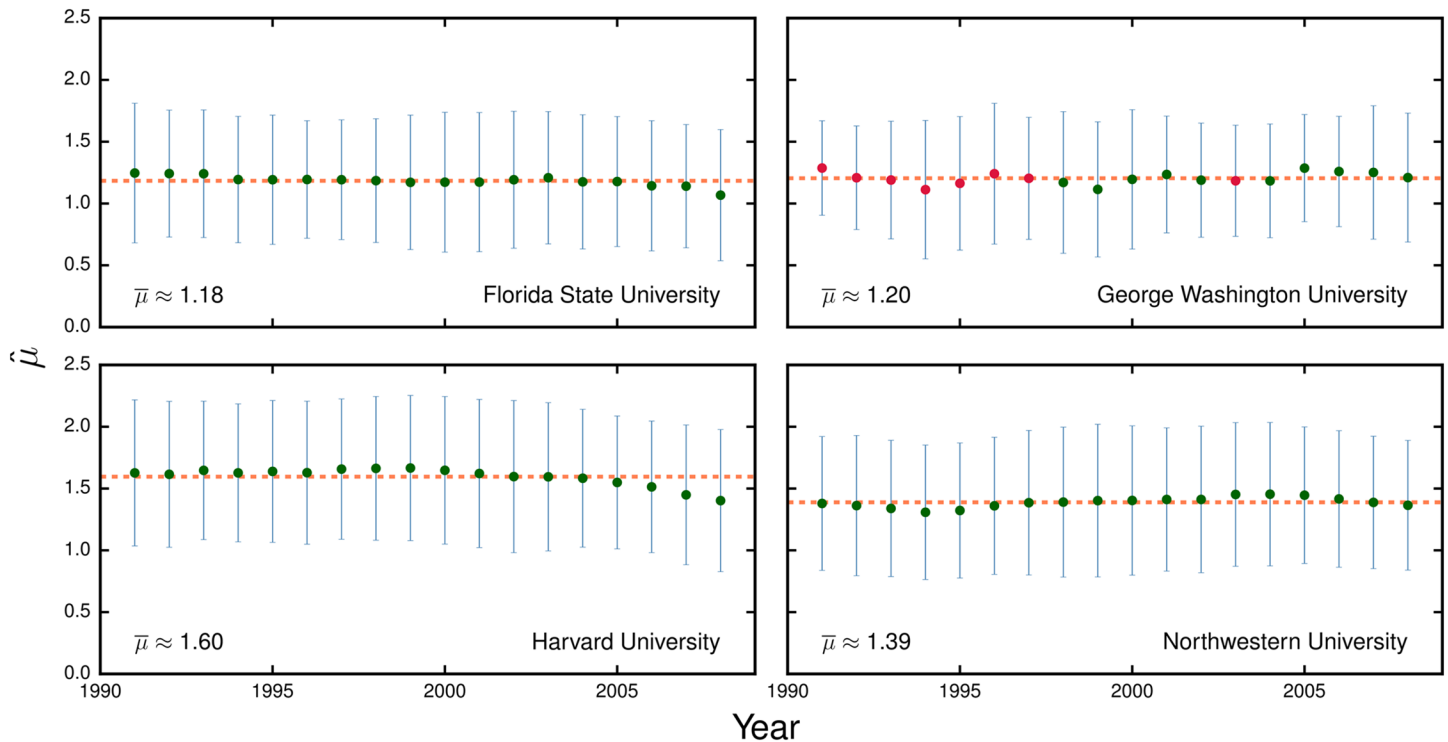 2.5
2.0
1.5
1.0
0.5
0.0
μ̅ ≈ 1.18
Florida State University
μ̅ ≈ 1.20
George Washington University
μ̂
2.5
2.0
1.5
1.0
0.5
0.0
μ̅ ≈ 1.60
Harvard University
μ̅ ≈ 1.39
Northwestern University
1990 1995 2000 2005
1990 1995 2000 2005
Year